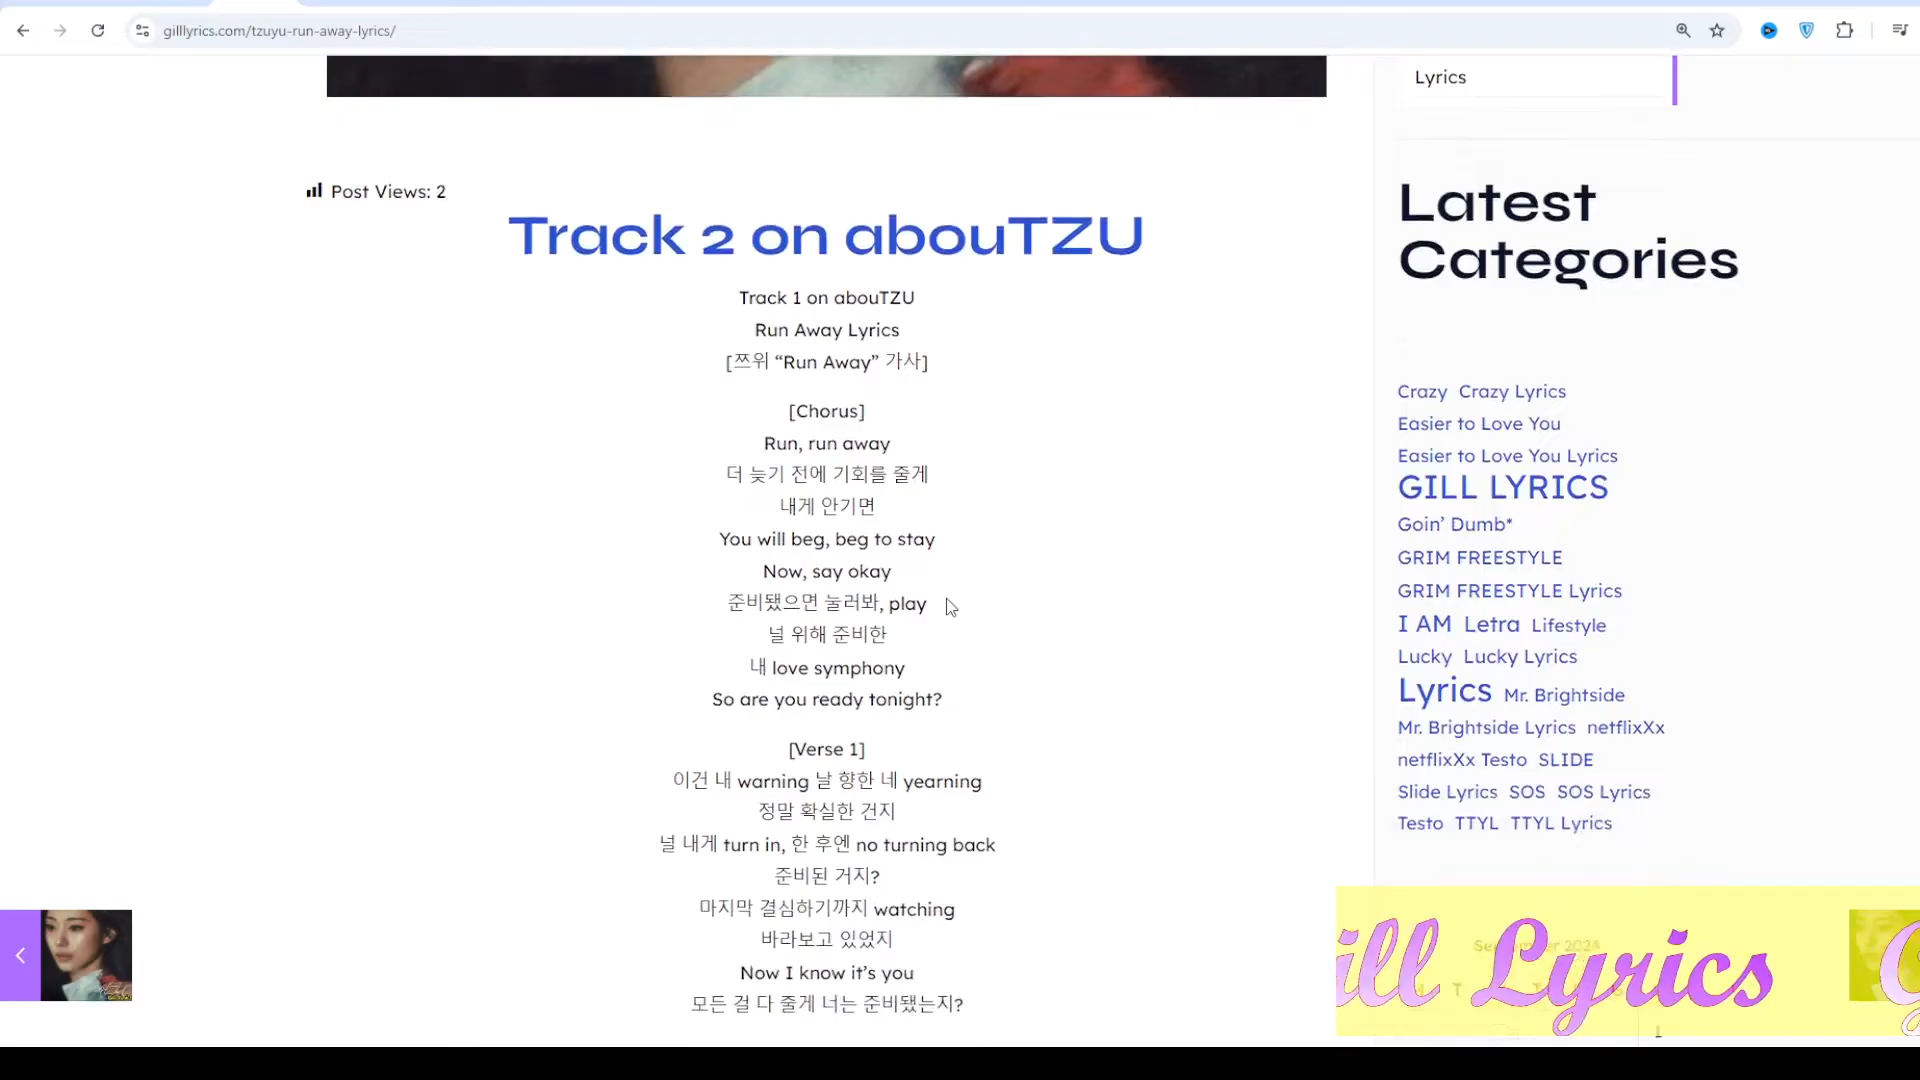 gilllyrics.com/tzuyu-run-away-lyrics/
Lyrics
Post Views: 2
Track 2 on abouTZU
Track 1 on abouTZU
Run Away Lyrics
[쯔위 “Run Away” 가사]
[Chorus]
Run, run away
더 늦기 전에 기회를 줄게
내게 안기면
You will beg, beg to stay
Now, say okay
준비됐으면 눌러봐, play
널 위해 준비한
내 love symphony
So are you ready tonight?
[Verse 1]
이건 내 warning 날 향한 네 yearning
정말 확실한 건지
널 내게 turn in, 한 후엔 no turning back
준비된 거지?
마지막 결심하기까지 watching
바라보고 있었지
Now I know it’s you
모든 걸 다 줄게 너는 준비됐는지?
Latest
Categories
Crazy Crazy Lyrics
Easier to Love You
Easier to Love You Lyrics
GILL LYRICS
Goin’ Dumb*
GRIM FREESTYLE
GRIM FREESTYLE Lyrics
I AM Letra Lifestyle
Lucky Lucky Lyrics
Lyrics Mr. Brightside
Mr. Brightside Lyrics netflixXx
netflixXx Testo SLIDE
Slide Lyrics SOS SOS Lyrics
Testo TTYL TTYL Lyrics
September 2024
ill Lyrics G
1